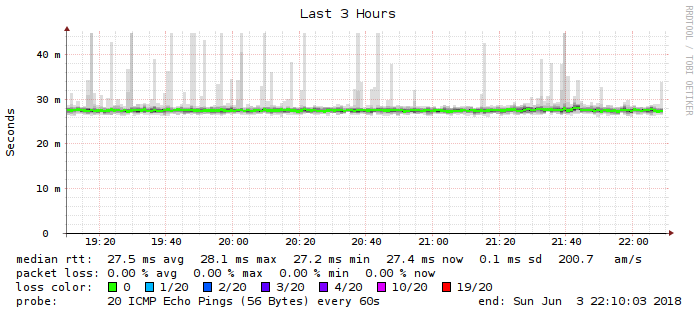 Last 3 Hours
RRDTOOL / TOBI OETIKER
Seconds
40 m
30 m
20 m
10 m
0
19:20 19:40 20:00 20:20 20:40 21:00 21:20 21:40 22:00
median rtt: 27.5 ms avg 28.1 ms max 27.2 ms min 27.4 ms now 0.1 ms sd 200.7 am/s
packet loss: 0.00 % avg 0.00 % max 0.00 % min 0.00 % now
loss color: 0 1/20 2/20 3/20 4/20 10/20 19/20
probe: 20 ICMP Echo Pings (56 Bytes) every 60s end: Sun Jun 3 22:10:03 2018